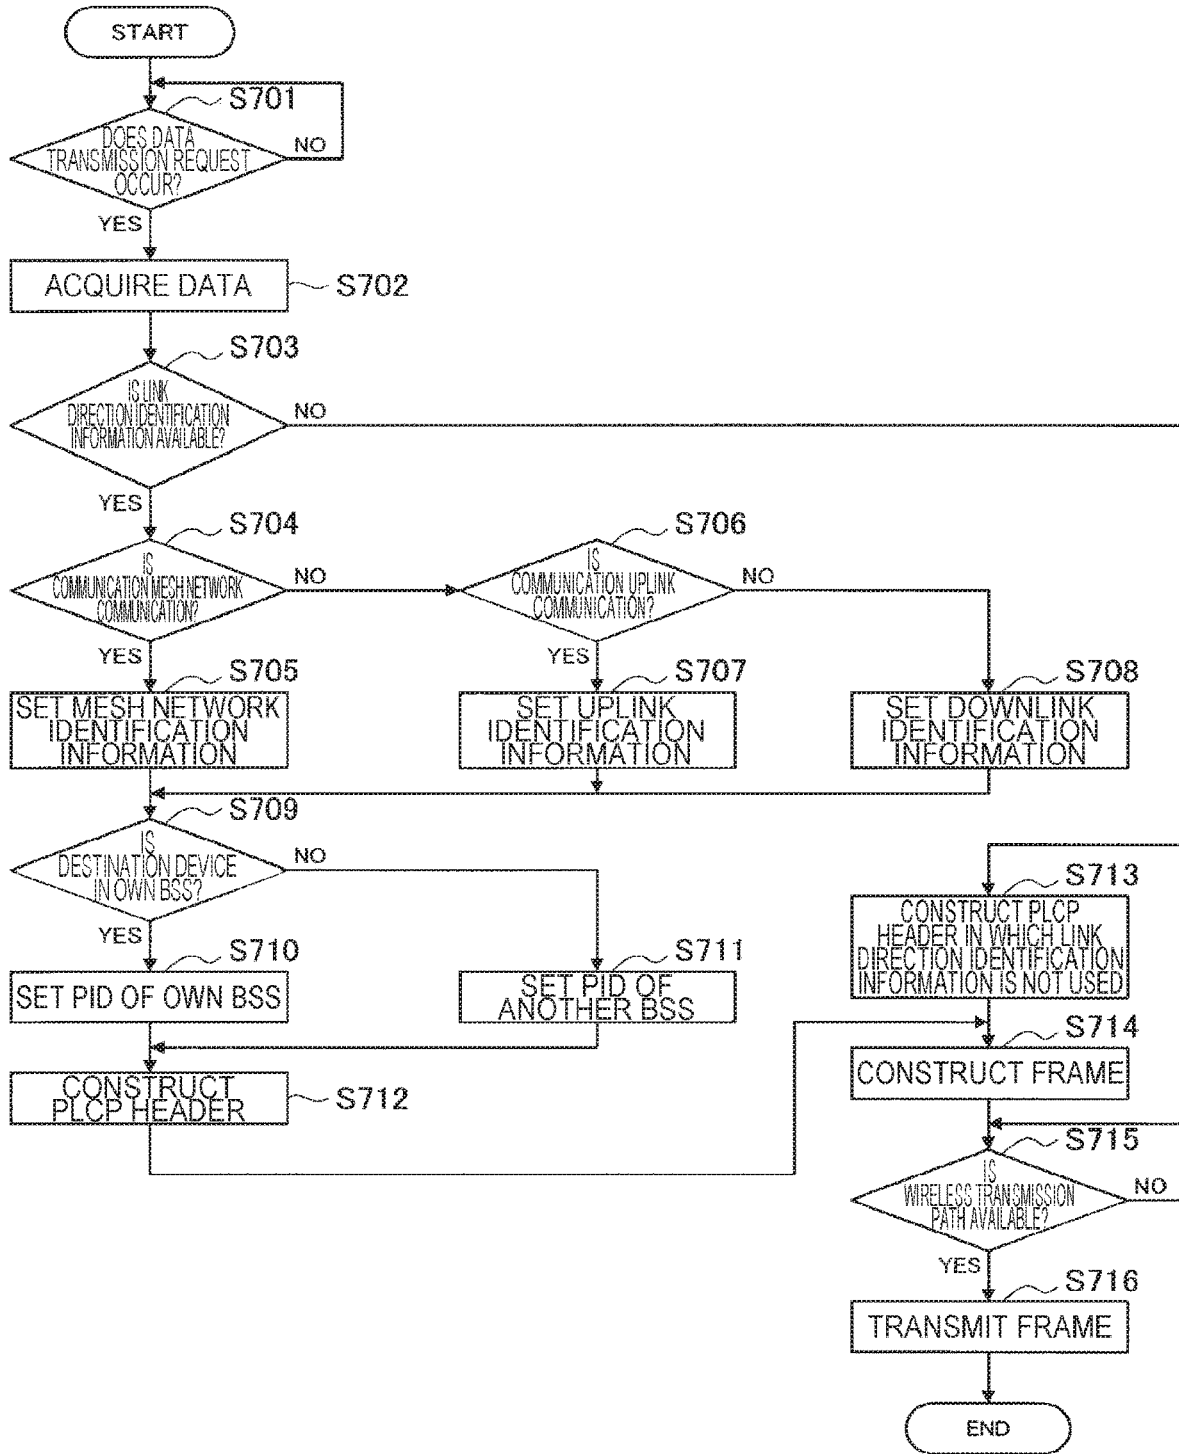 START
S701
DOES DATA
TRANSMISSION REQUEST
OCCUR?
NO
YES
ACQUIRE DATA
S702
S703
IS LINK
DIRECTION IDENTIFICATION
INFORMATION AVAILABLE?
NO
YES
S704
IS
COMMUNICATION MESH NETWORK
COMMUNICATION?
NO
YES
S706
IS
COMMUNICATION UPLINK
COMMUNICATION?
NO
YES
S705
SET MESH NETWORK
IDENTIFICATION
INFORMATION
S707
SET UPLINK
IDENTIFICATION
INFORMATION
S708
SET DOWNLINK
IDENTIFICATION
INFORMATION
S709
IS
DESTINATION DEVICE
IN OWN BSS?
NO
YES
S710
SET PID OF OWN BSS
S711
SET PID OF
ANOTHER BSS
CONSTRUCT
PLCP HEADER
S712
S713
CONSTRUCT PLCP
HEADER IN WHICH LINK
DIRECTION IDENTIFICATION
INFORMATION IS NOT USED
S714
CONSTRUCT FRAME
S715
IS
WIRELESS TRANSMISSION
PATH AVAILABLE?
NO
YES
S716
TRANSMIT FRAME
END